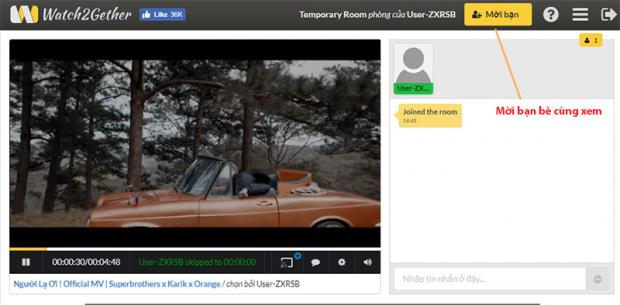 Watch2Gether
Like 36K
Temporary Room phòng của User-ZXRSB
Mời bạn
1
User-ZX...
Joined the room
14:45
Mời bạn bè cùng xem
00:00:30/00:04:48
User-ZXRSB skipped to 00:00:00
Người Lạ Ơi ! Official MV | Superbrothers x Karik x Orange / chọn bởi User-ZXRSB
Nhập tin nhắn ở đây...